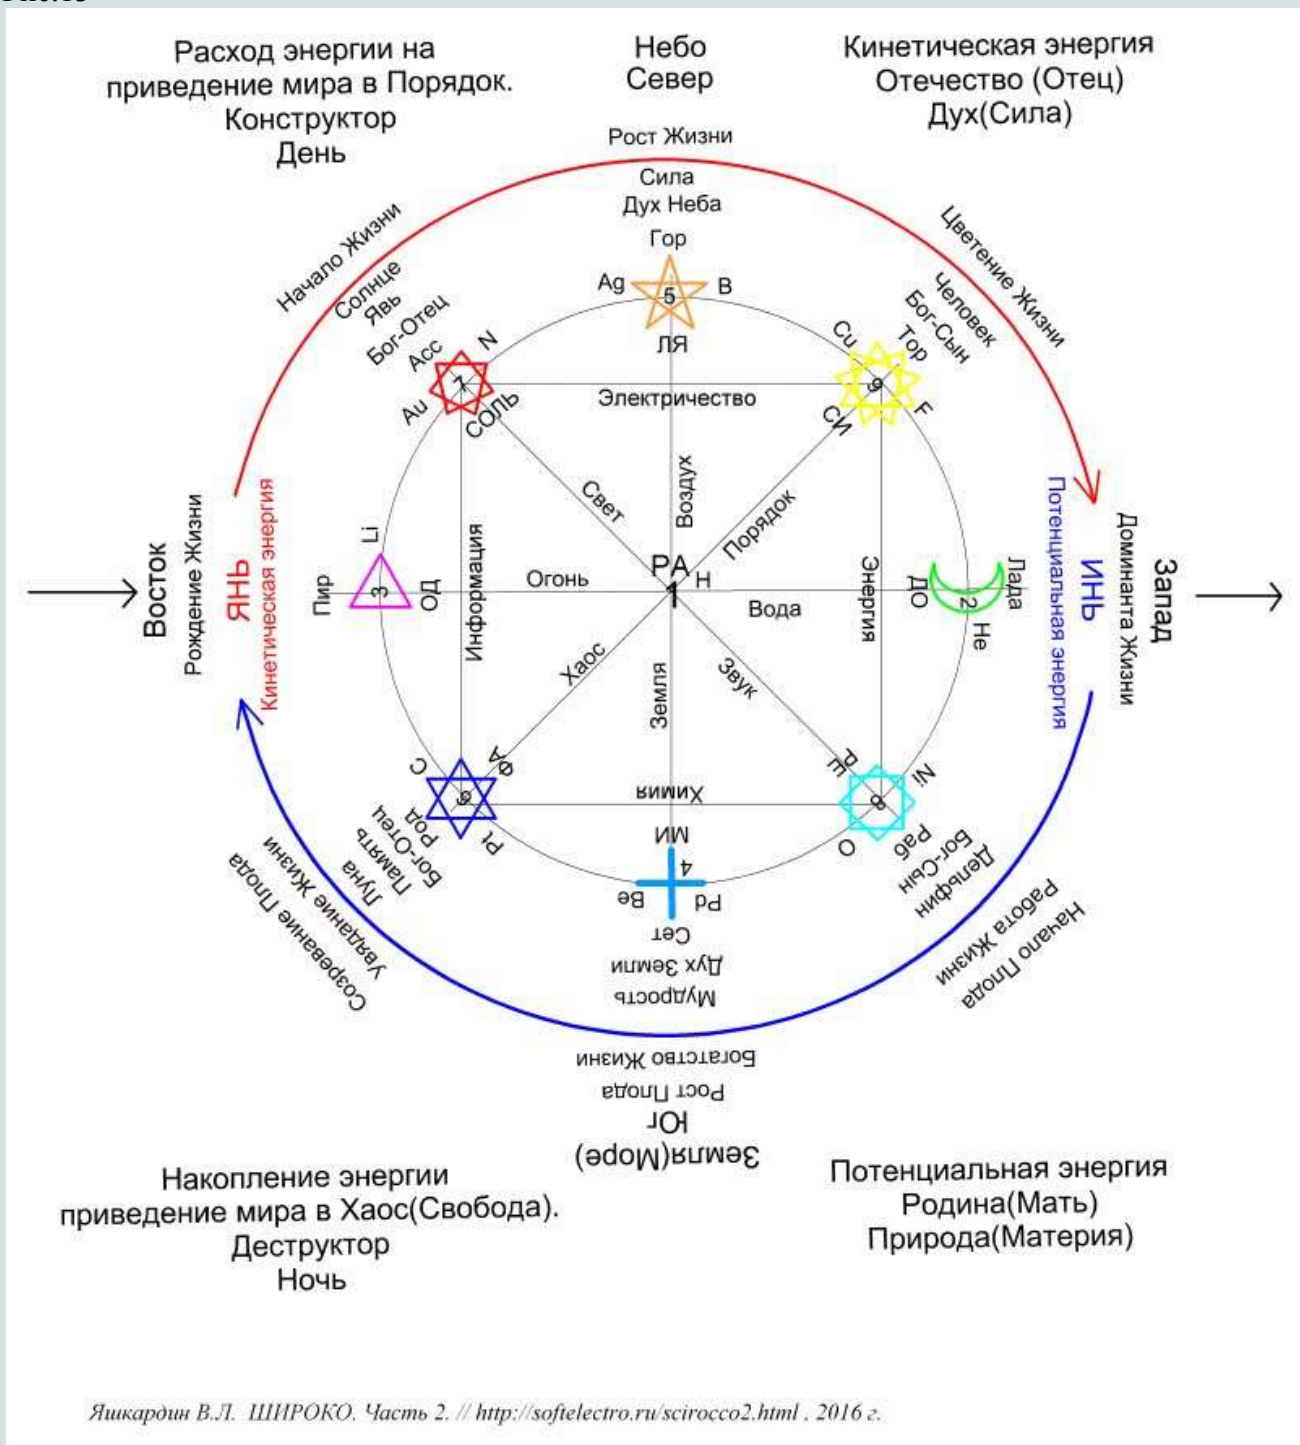 Расход энергии на
приведение мира в Порядок.
Конструктор
День
Небо
Север
Кинетическая энергия
Отечество (Отец)
Дух(Сила)
Рост Жизни
Сила
Дух Неба
Гор
Ag
5
В
ЛЯ
Начало Жизни
Солнце
Явь
Бог-Отец
Асс
N
Au
7
СОЛЬ
Цветение Жизни
Человек
Бог-Сын
Тор
Cu
9
F
СИ
Электричество
Свет
Воздух
Порядок
Информация
Энергия
Восток
Рождение Жизни
ЯНЬ
Кинетическая энергия
Пир
Li
3
ОД
Огонь
РА
1
Н
Вода
ДО
2
Лада
Не
Потенциальная энергия
ИНЬ
Доминанта Жизни
Запад
Хаос
Земля
Звук
Химия
С
ФА
6
Pt
Род
Бог-Отец
Память
Луна
Увядание Жизни
Созревание Плода
МИ
4
Ве
Pd
Сет
Дух Земли
Мудрость
Ni
8
О
Раб
Бог-Сын
Дельфин
Работа Жизни
Начало Плода
Богатство Жизни
Рост Плода
Юг
Земля(Море)
Накопление энергии
приведение мира в Хаос(Свобода).
Деструктор
Ночь
Потенциальная энергия
Родина(Мать)
Природа(Материя)
Яшкардин В.Л. ШИРОКО. Часть 2. // http://softelectro.ru/scirocco2.html , 2016 г.